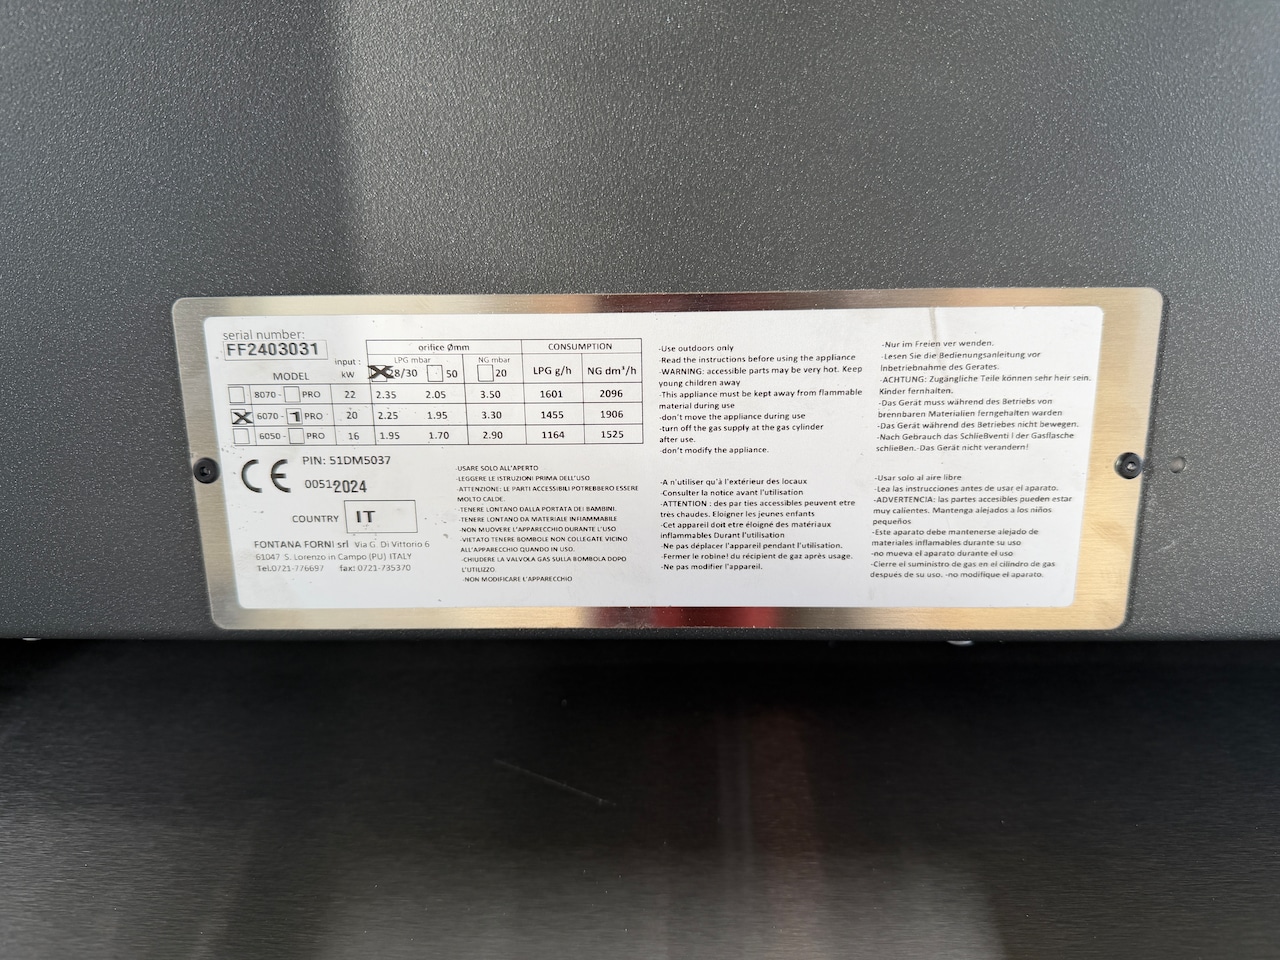 serial number:
FF2403031
MODEL
input : kW
orifice Ømm
CONSUMPTION
LPG mbar
NG mbar
28/30
50
20
LPG g/h
NG dm³/h
8070- PRO 22 2.35 2.05 3.50 1601 2096
6070- 1 PRO 20 2.25 1.95 3.30 1455 1906
6050- PRO 16 1.95 1.70 2.90 1164 1525
CE
PIN: 51DM5037
0051 2024
COUNTRY IT
FONTANA FORNI srl Via G. Di Vittorio 6
61047 S. Lorenzo in Campo (PU) ITALY
Tel.0721-776697 fax: 0721-735370
-USARE SOLO ALL'APERTO
-LEGGERE LE ISTRUZIONI PRIMA DELL'USO
-ATTENZIONE: LE PARTI ACCESSIBILI POTREBBERO ESSERE
MOLTO CALDE.
-TENERE LONTANO DALLA PORTATA DEI BAMBINI.
-TENERE LONTANO DA MATERIALE INFIAMMABILE
-NON MUOVERE L'APPARECCHIO DURANTE L'USO
-VIETATO TENERE BOMBOLE NON COLLEGATE VICINO
ALL'APPARECCHIO QUANDO IN USO.
-CHIUDERE LA VALVOLA GAS SULLA BOMBOLA DOPO
L'UTILIZZO.
-NON MODIFICARE L'APPARECCHIO
-Use outdoors only
-Read the instructions before using the appliance
-WARNING: accessible parts may be very hot. Keep
young children away
-This appliance must be kept away from flammable
material during use
-don't move the appliance during use
-turn off the gas supply at the gas cylinder
after use.
-don't modify the appliance.
-A n'utiliser qu'à l'extérieur des locaux
-Consulter la notice avant l'utilisation
-ATTENTION : des par ties accessibles peuvent etre
tres chaudes. Eloigner les jeunes enfants
-Cet appareil doit etre éloigné des matériaux
inflammables Durant l'utilisation
-Ne pas déplacer l'appareil pendant l'utilisation.
-Fermer le robine! du récipient de gaz après usage.
-Ne pas modifier l'appareil.
-Nur im Freien ver wenden.
-Lesen Sie die Bedienungsanleitung vor
Inbetriebnahme des Gerates.
-ACHTUNG: Zugängliche Teile können sehr heir sein.
Kinder fernhalten.
-Das Gerät muss während des Betriebs von
brennbaren Materialien ferngehalten warden
-Das Gerät während des Betriebes nicht bewegen.
-Nach Gebrauch das Schließventi l der Gasflasche
schließen.-Das Gerät nicht verändern!
-Usar solo al aire libre
-Lea las instrucciones antes de usar el aparato.
-ADVERTENCIA: las partes accesibles pueden estar
muy calientes. Mantenga alejados a los niños
pequeños
-Este aparato debe mantenerse alejado de
materiales inflamables durante su uso
-no mueva el aparato durante el uso
-Cierre el suministro de gas en el cilindro de gas
después de su uso. -no modifique el aparato.